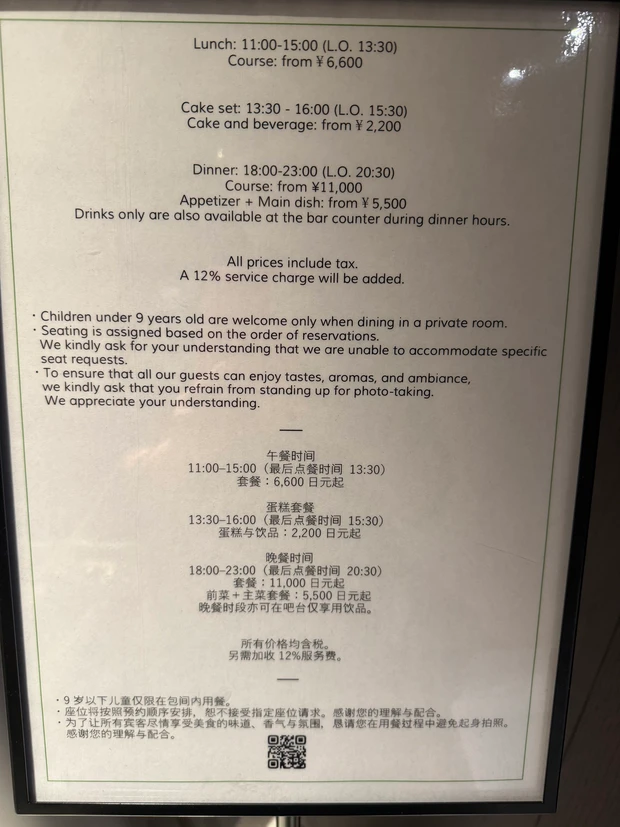 Lunch: 11:00-15:00 (L.O. 13:30)
Course: from ¥ 6,600
Cake set: 13:30 - 16:00 (L.O. 15:30)
Cake and beverage: from ¥ 2,200
Dinner: 18:00-23:00 (L.O. 20:30)
Course: from ¥11,000
Appetizer + Main dish: from ¥ 5,500
Drinks only are also available at the bar counter during dinner hours.
All prices include tax.
A 12% service charge will be added.
・Children under 9 years old are welcome only when dining in a private room.
・Seating is assigned based on the order of reservations.
We kindly ask for your understanding that we are unable to accommodate specific
seat requests.
・To ensure that all our guests can enjoy tastes, aromas, and ambiance,
we kindly ask that you refrain from standing up for photo-taking.
We appreciate your understanding.
午餐时间
11:00–15:00（最后点餐时间 13:30）
套餐：6,600 日元起
蛋糕套餐
13:30–16:00（最后点餐时间 15:30）
蛋糕与饮品：2,200 日元起
晚餐时间
18:00–23:00（最后点餐时间 20:30）
套餐：11,000 日元起
前菜＋主菜套餐：5,500 日元起
晚餐时段亦可在吧台仅享用饮品。
所有价格均含税。
另需加收 12%服务费。
・9 岁以下儿童仅限在包间内用餐。
・座位将按照预约顺序安排，恕不接受指定座位请求。感谢您的理解与配合。
・为了让所有宾客尽情享受美食的味道、香气与氛围，恳请您在用餐过程中避免起身拍照。
感谢您的理解与配合。